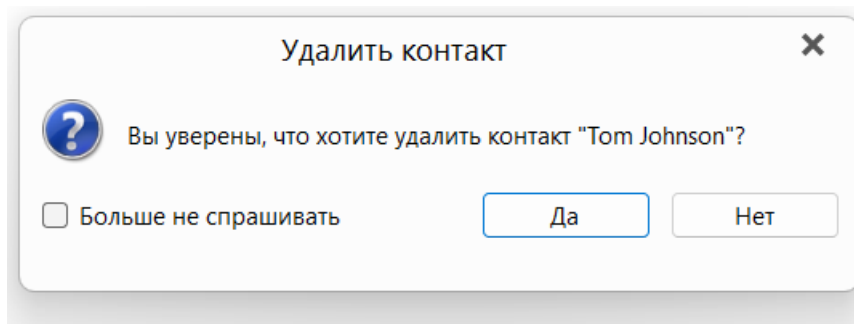 Удалить контакт
Вы уверены, что хотите удалить контакт "Tom Johnson"?
Больше не спрашивать
Да
Нет